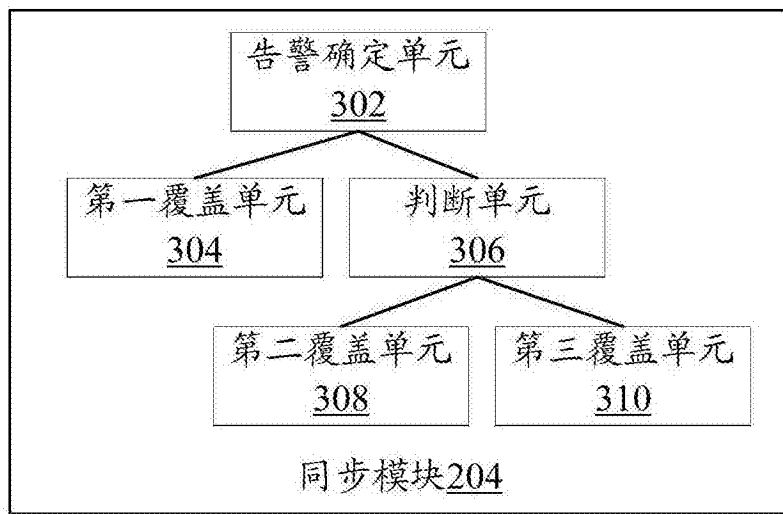 告警确定单元
302
第一覆盖单元
304
判断单元
306
第二覆盖单元
308
第三覆盖单元
310
同步模块204